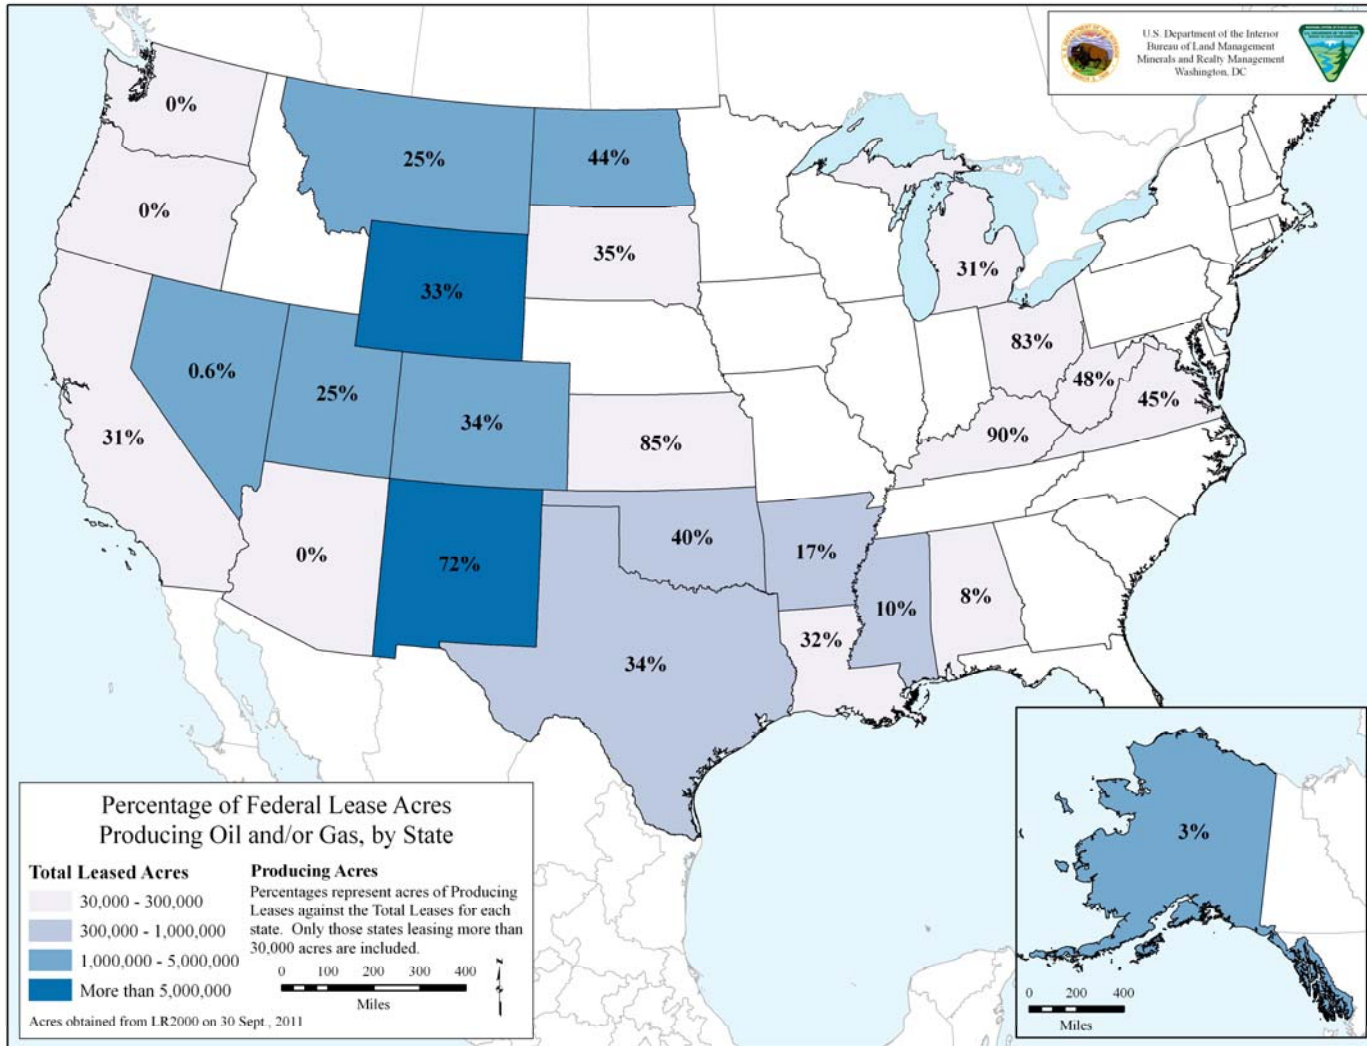 U.S. Department of the Interior
Bureau of Land Management
Minerals and Realty Management
Washington, DC
0%
25%
44%
0%
35%
31%
33%
83%
0.6%
48%
25%
45%
34%
31%
85%
90%
40%
17%
0%
72%
10%
8%
32%
34%
3%
Percentage of Federal Lease Acres
Producing Oil and/or Gas, by State
Total Leased Acres
30,000 - 300,000
300,000 - 1,000,000
1,000,000 - 5,000,000
More than 5,000,000
Producing Acres
Percentages represent acres of Producing
Leases against the Total Leases for each
state. Only those states leasing more than
30,000 acres are included.
0 100 200 300 400
Miles
Acres obtained from LR2000 on 30 Sept., 2011
0 200 400
Miles